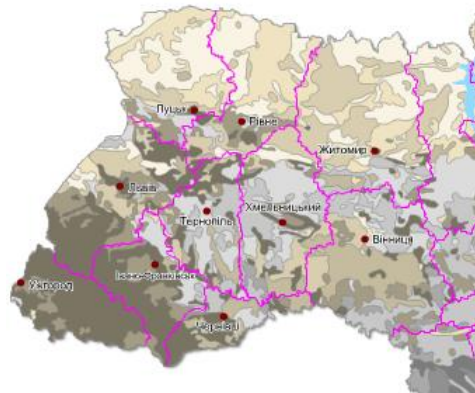 Луцьк
Рівне
Житомир
Львів
Тернопіль
Хмельницький
Вінниця
Івано-Франківськ
Ужгород
Чернівці